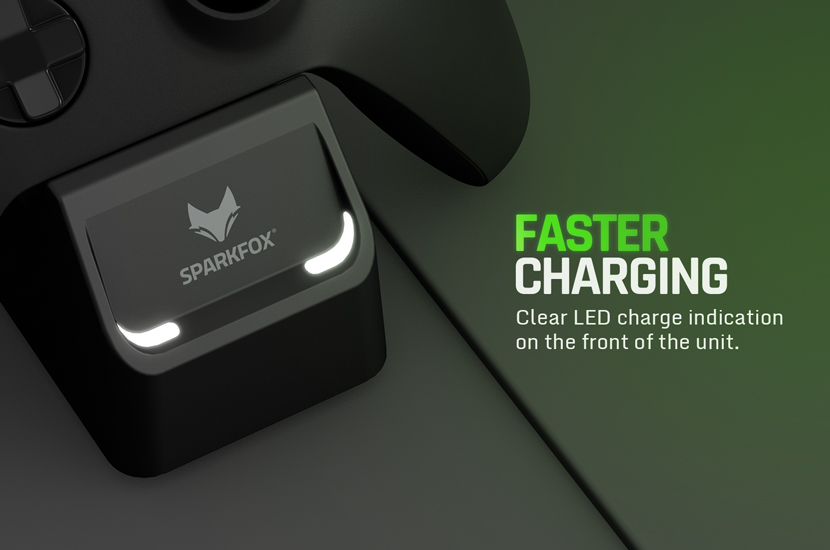 SPARKFOX®
FASTER
CHARGING
Clear LED charge indication
on the front of the unit.